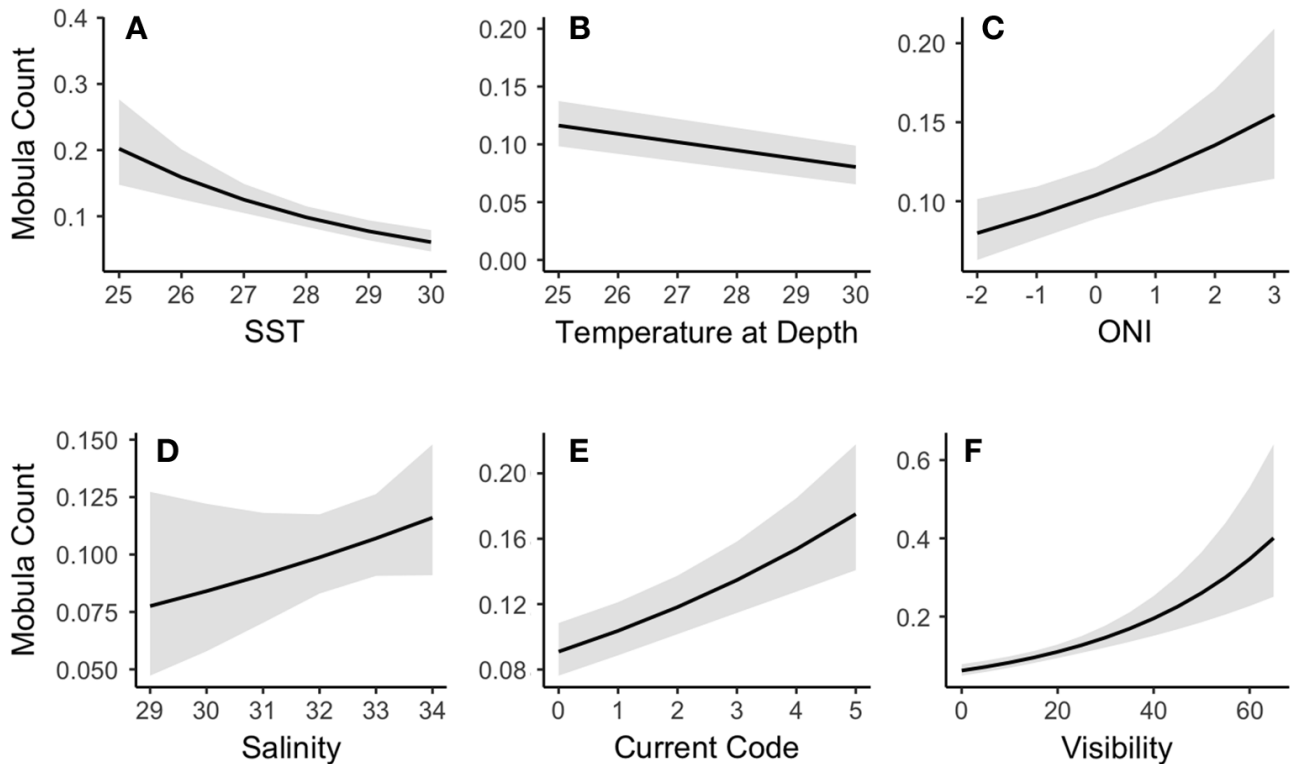 A
Mobula Count
0.4
0.3
0.2
0.1
25 26 27 28 29 30
SST
B
0.20
0.15
0.10
0.05
0.00
25 26 27 28 29 30
Temperature at Depth
C
0.20
0.15
0.10
-2 -1 0 1 2 3
ONI
D
Mobula Count
0.150
0.125
0.100
0.075
0.050
29 30 31 32 33 34
Salinity
E
0.20
0.16
0.12
0.08
0 1 2 3 4 5
Current Code
F
0.6
0.4
0.2
0 20 40 60
Visibility